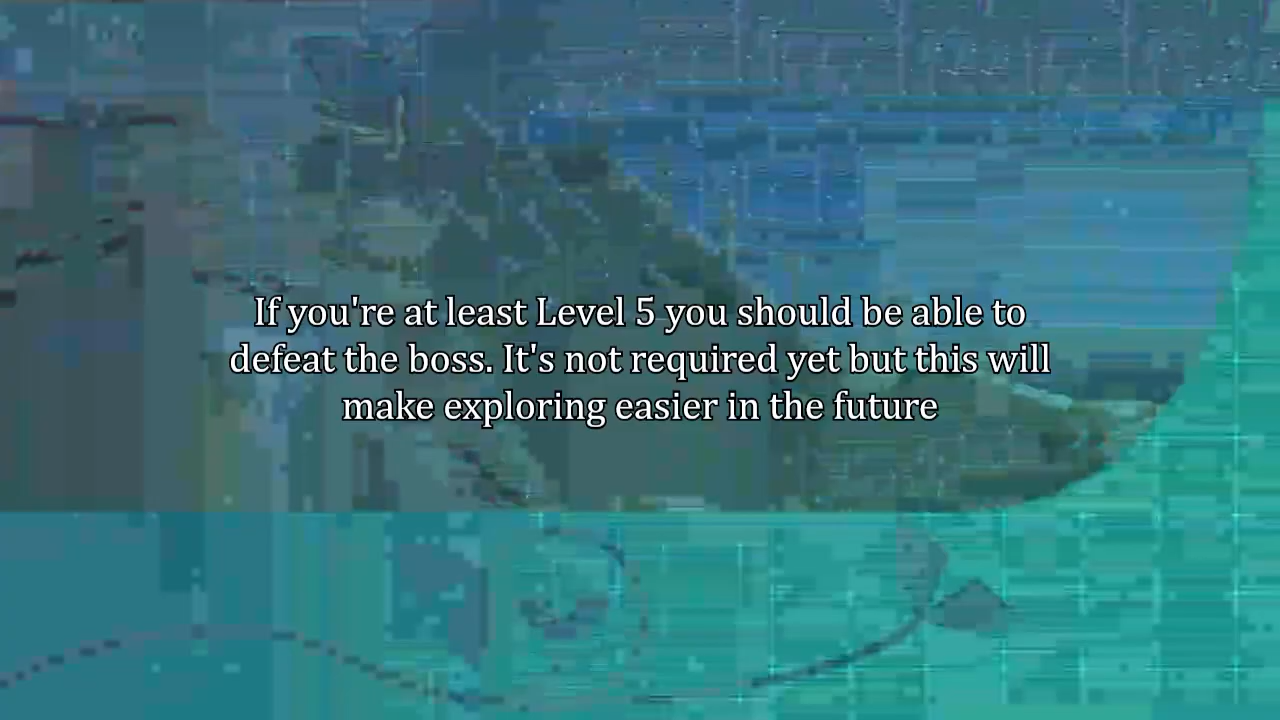 If you're at least Level 5 you should be able to
defeat the boss. It's not required yet but this will
make exploring easier in the future